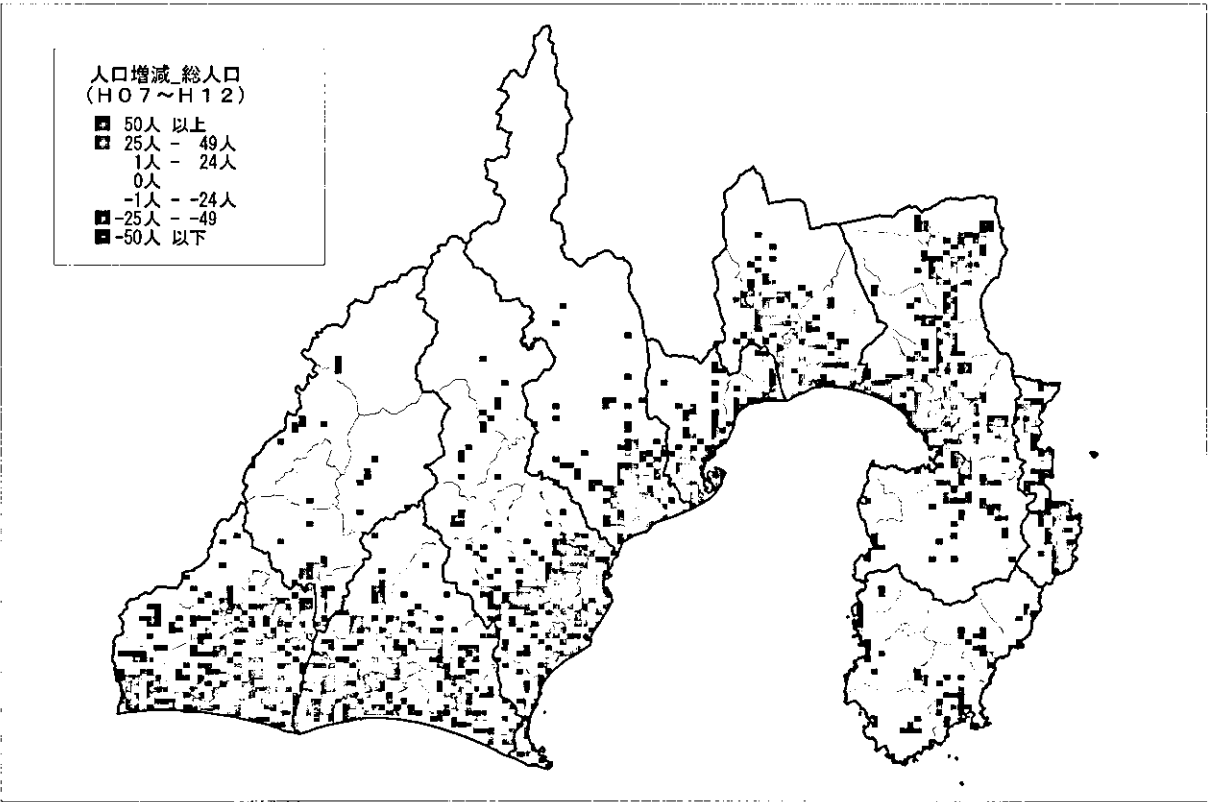 人口増減_総人口
(H07～H12)
50人 以上
25人 - 49人
1人 - 24人
0人
-1人 - -24人
-25人 - -49
-50人 以下